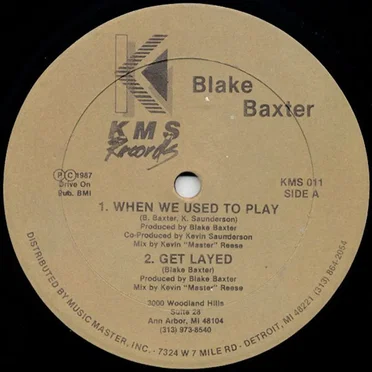 K
KMS
Records
Blake
Baxter
Ⓟ©1987
Drive On
Pub. BMI
KMS 011
SIDE A
1. WHEN WE USED TO PLAY
(B. Baxter, K. Saunderson)
Produced by Blake Baxter
Co-Produced by Kevin Saunderson
Mix by Kevin "Master" Reese
2. GET LAYED
(Blake Baxter)
Produced by Blake Baxter
Mix by Kevin "Master" Reese
3000 Woodland Hills
Suite 28
Ann Arbor, MI 48104
(313) 973-8540
DISTRIBUTED BY MUSIC MASTER, INC. - 7324 W 7 MILE RD - DETROIT, MI 48221 (313) 864-2054